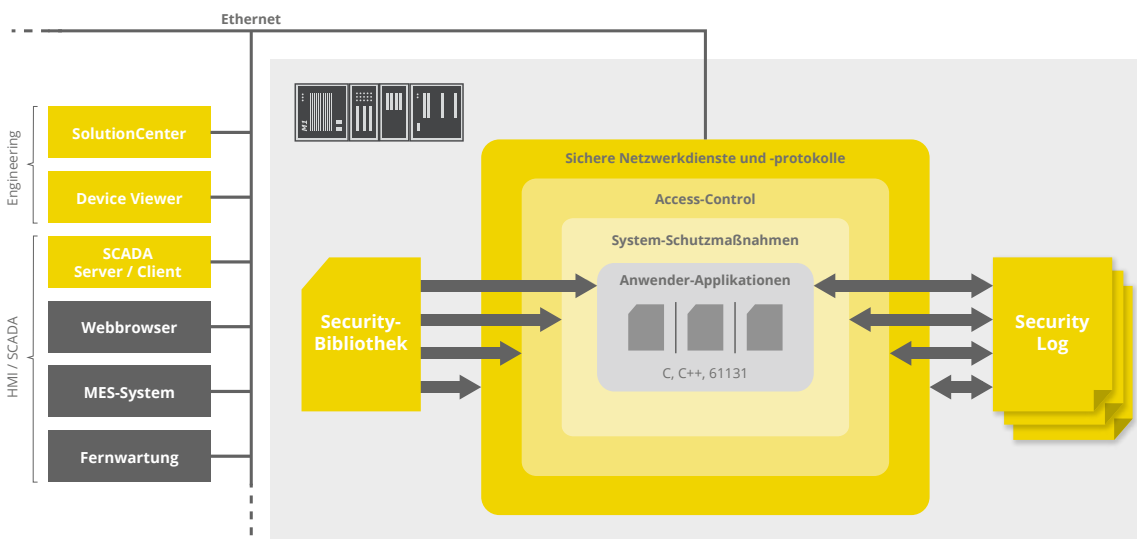 Ethernet
Engineering
SolutionCenter
Device Viewer
HMI / SCADA
SCADA
Server / Client
Webbrowser
MES-System
Fernwartung
M1
Sichere Netzwerkdienste und -protokolle
Access-Control
System-Schutzmaßnahmen
Anwender-Applikationen
C, C++, 61131
Security-
Bibliothek
Security
Log